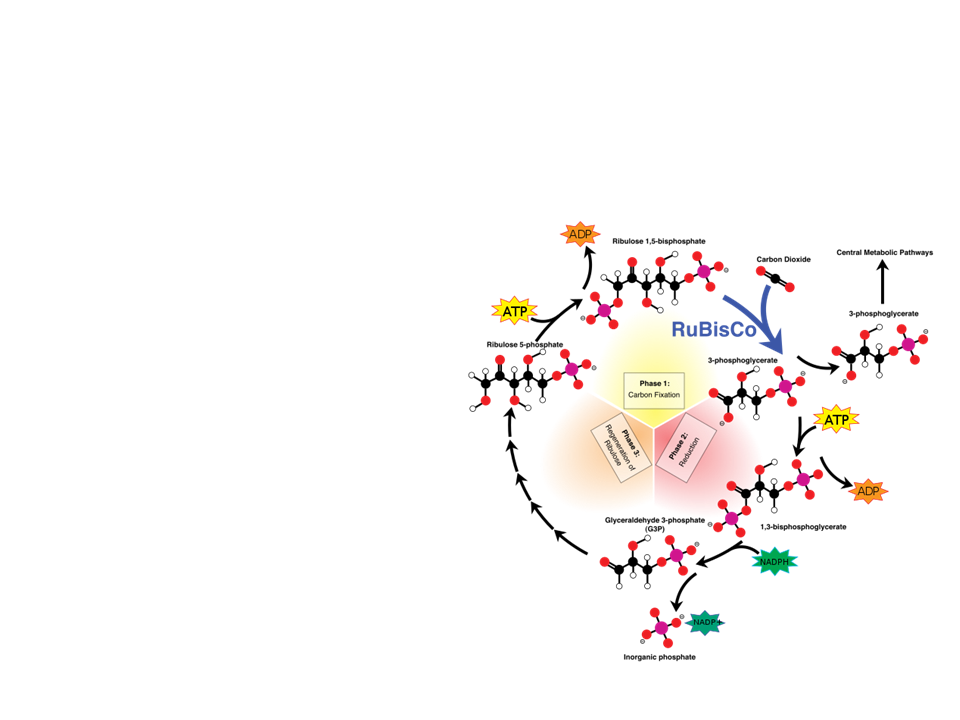 ADP
Ribulose 1,5-bisphosphate
Carbon Dioxide
Central Metabolic Pathways
⊖
ATP
⊖
3-phosphoglycerate
RuBisCo
⊖
Ribulose 5-phosphate
3-phosphoglycerate
⊖
⊖
⊖
Phase 1:
Carbon Fixation
⊖
ATP
Phase 3:
Regeneration of
Ribulose
Phase 2:
Reduction
ADP
⊖
Glyceraldehyde 3-phosphate
(G3P)
⊖
1,3-bisphosphoglycerate
⊖
NADPH
⊖
NADP+
⊖
Inorganic phosphate